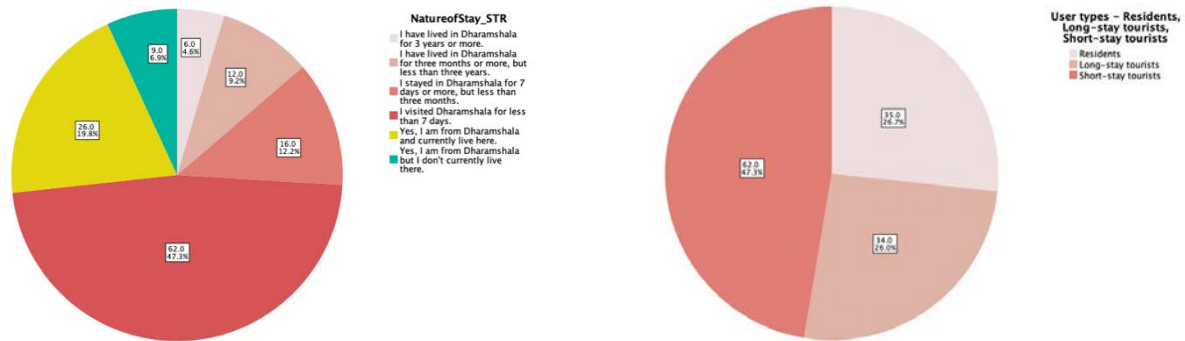 NatureofStay_STR
I have lived in Dharamshala
for 3 years or more.
I have lived in Dharamshala
for three months or more, but
less than three years.
I stayed in Dharamshala for 7
days or more, but less than
three months.
I visited Dharamshala for less
than 7 days.
Yes, I am from Dharamshala
and currently live here.
Yes, I am from Dharamshala
but I don't currently live
there.
6.0
4.6%
12.0
9.2%
16.0
12.2%
62.0
47.3%
26.0
19.8%
9.0
6.9%
User types - Residents,
Long-stay tourists,
Short-stay tourists
Residents
Long-stay tourists
Short-stay tourists
35.0
26.7%
34.0
26.0%
62.0
47.3%